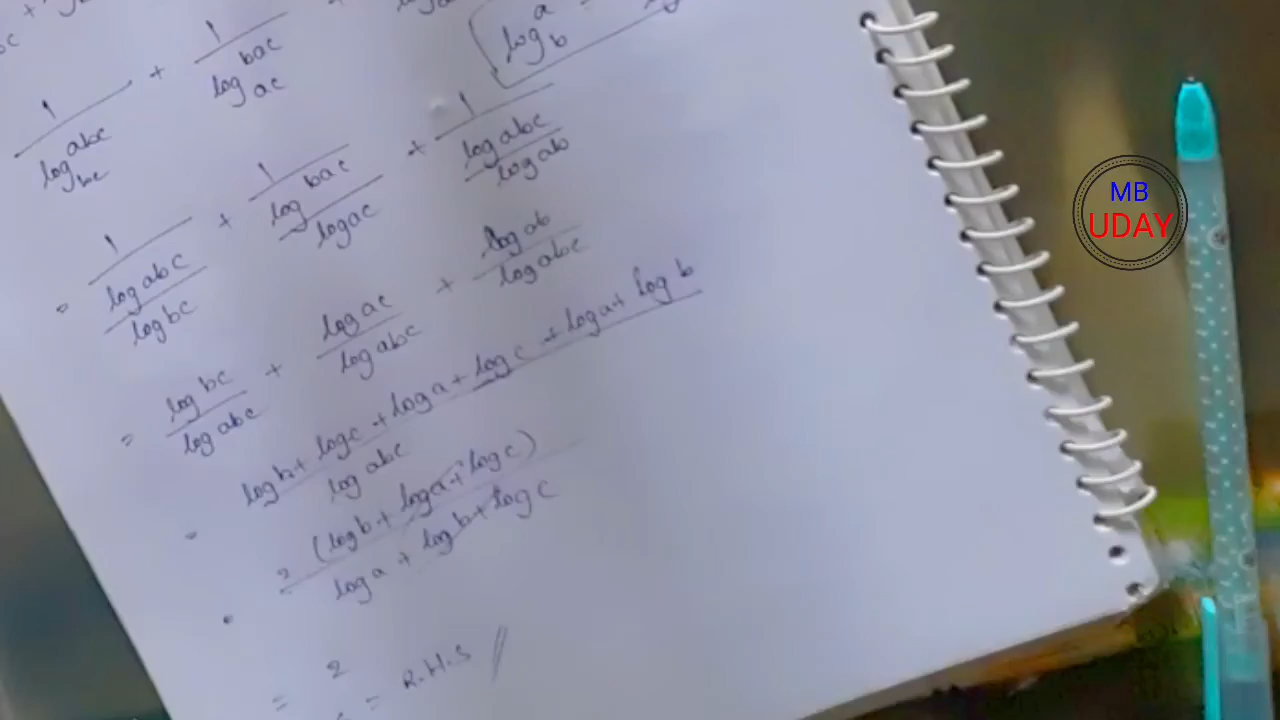 1/log_bc abc + 1/log_ac bac +
log_b a =
= 1/(log abc/log bc) + 1/(log bac/log ac) + 1/(log abc/log ab)
= log bc/log abc + log ac/log abc + log ab/log abc
= (log b + log c + log a + log c + log a + log b)/log abc
= 2 (log b + log a + log c)/(log a + log b + log c)
= 2
= R.H.S //
MB
UDAY